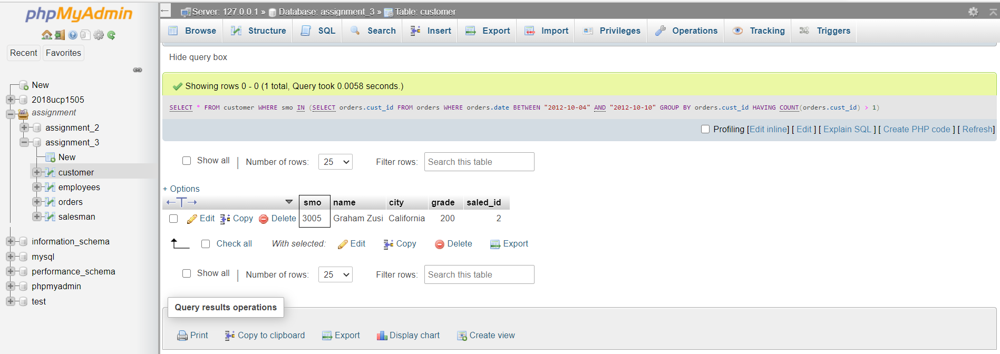 phpMyAdmin
Recent Favorites
New
2018ucp1505
assignment
assignment_2
assignment_3
New
customer
employees
orders
salesman
information_schema
mysql
performance_schema
phpmyadmin
test
Server: 127.0.0.1 » Database: assignment_3 » Table: customer
Browse Structure SQL Search Insert Export Import Privileges Operations Tracking Triggers
Hide query box
Showing rows 0 - 0 (1 total, Query took 0.0058 seconds.)
SELECT * FROM customer WHERE smo IN (SELECT orders.cust_id FROM orders WHERE orders.date BETWEEN "2012-10-04" AND "2012-10-10" GROUP BY orders.cust_id HAVING COUNT(orders.cust_id) > 1)
Profiling [Edit inline] [ Edit ] [ Explain SQL ] [ Create PHP code ] [ Refresh]
Show all | Number of rows: 25 Filter rows: Search this table
+ Options
←T→ smo name city grade saled_id
Edit Copy Delete 3005 Graham Zusi California 200 2
Check all With selected: Edit Copy Delete Export
Show all | Number of rows: 25 Filter rows: Search this table
Query results operations
Print Copy to clipboard Export Display chart Create view